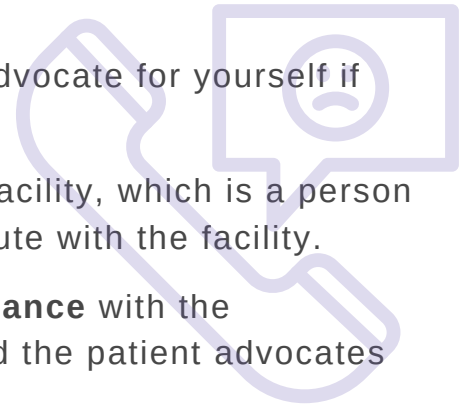 dvocate for yourself if
acility, which is a person
ute with the facility.
ance with the
d the patient advocates